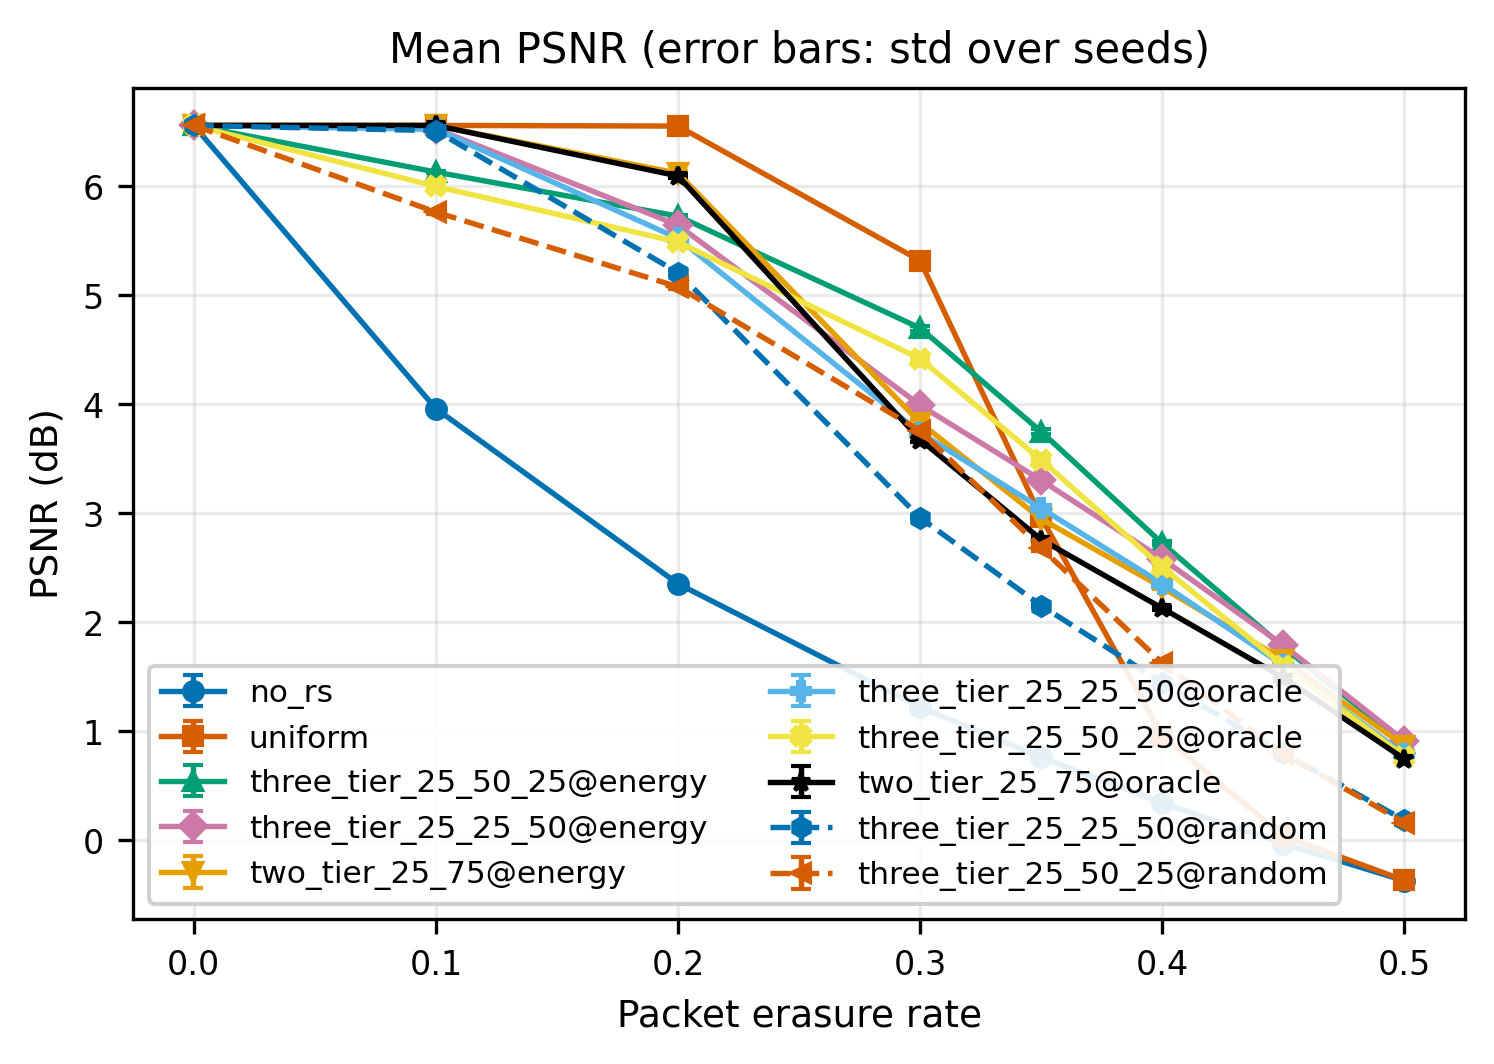 Mean PSNR (error bars: std over seeds)
PSNR (dB)
6
5
4
3
2
1
0
no_rs
uniform
three_tier_25_50_25@energy
three_tier_25_25_50@energy
two_tier_25_75@energy
three_tier_25_25_50@oracle
three_tier_25_50_25@oracle
two_tier_25_75@oracle
three_tier_25_25_50@random
three_tier_25_50_25@random
0.0 0.1 0.2 0.3 0.4 0.5
Packet erasure rate